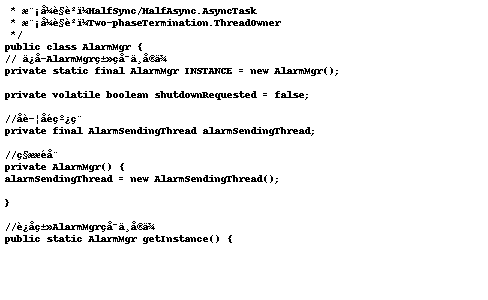 * æ¨¡å¼è§è²ï¼HalfSync/HalfAsync.AsyncTask
* æ¨¡å¼è§è²ï¼Two-phaseTermination.ThreadOwner
*/
public class AlarmMgr {
// ä¿å­AlarmMgrç±»çå¯ä¸å®ä¾
private static final AlarmMgr INSTANCE = new AlarmMgr();
private volatile boolean shutdownRequested = false;
//åè­¦çº¿ç¨
private final AlarmSendingThread alarmSendingThread;
//ç§æé å¨
private AlarmMgr() {
alarmSendingThread = new AlarmSendingThread();
}
//è¿åç±»AlarmMgrçå¯ä¸å®ä¾
public static AlarmMgr getInstance() {